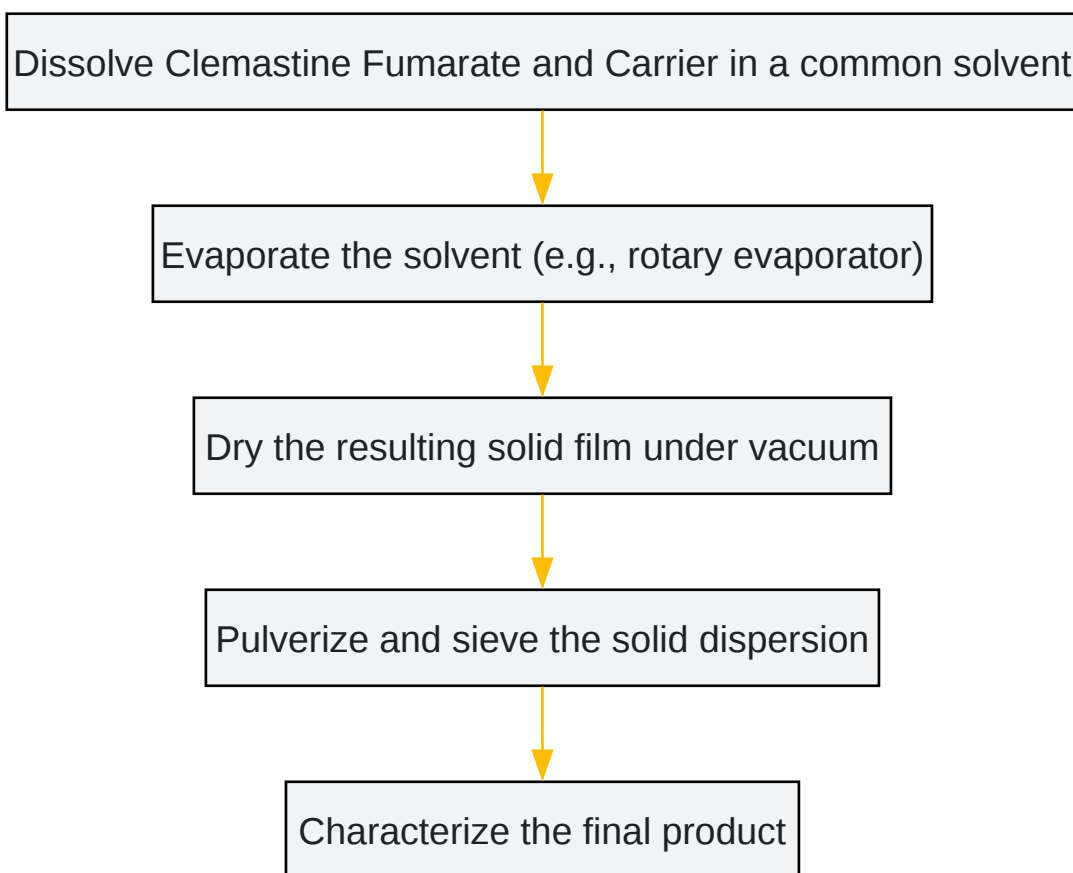 Dissolve Clemastine Fumarate and Carrier in a common solvent
Evaporate the solvent (e.g., rotary evaporator)
Dry the resulting solid film under vacuum
Pulverize and sieve the solid dispersion
Characterize the final product